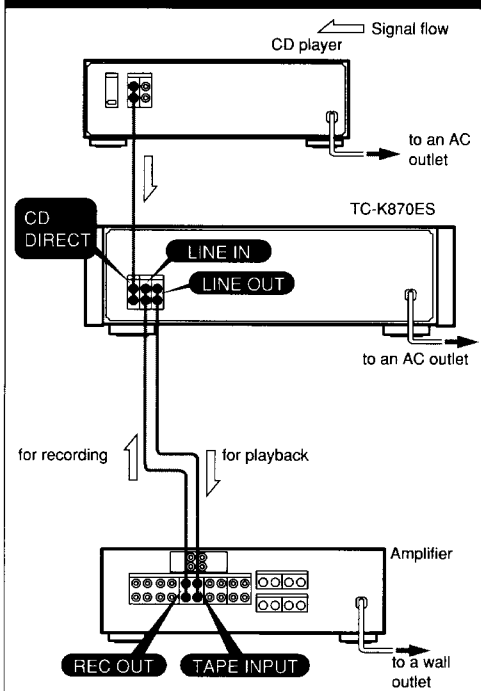 Signal flow
CD player
to an AC
outlet
TC-K870ES
CD
DIRECT
LINE IN
LINE OUT
to an AC outlet
for recording
for playback
Amplifier
REC OUT
TAPE INPUT
to a wall
outlet